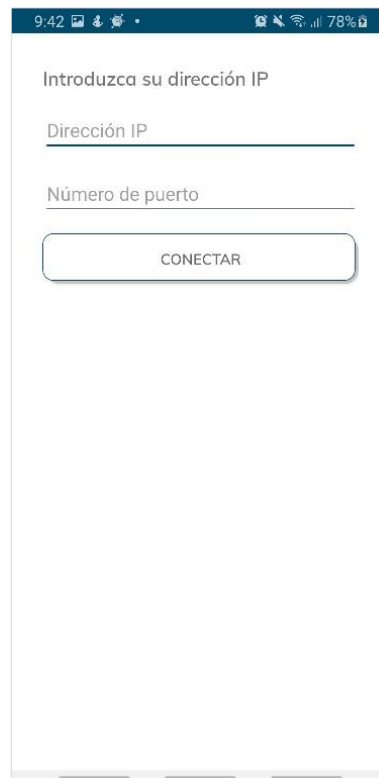 9:42 78%
Introduzca su dirección IP
Dirección IP
Número de puerto
CONECTAR